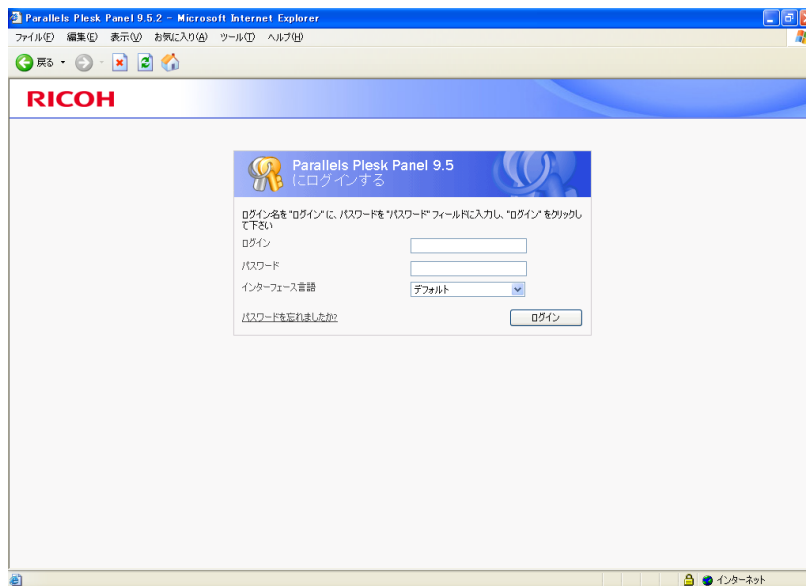 Parallels Plesk Panel 9.5.2 - Microsoft Internet Explorer
ファイル(F) 編集(E) 表示(V) お気に入り(A) ツール(T) ヘルプ(H)
戻る
RICOH
Parallels Plesk Panel 9.5
にログインする
ログイン名を "ログイン" に、パスワードを "パスワード" フィールドに入力し、"ログイン" をクリックし
て下さい
ログイン
パスワード
インターフェース言語 デフォルト
パスワードを忘れましたか? ログイン
インターネット